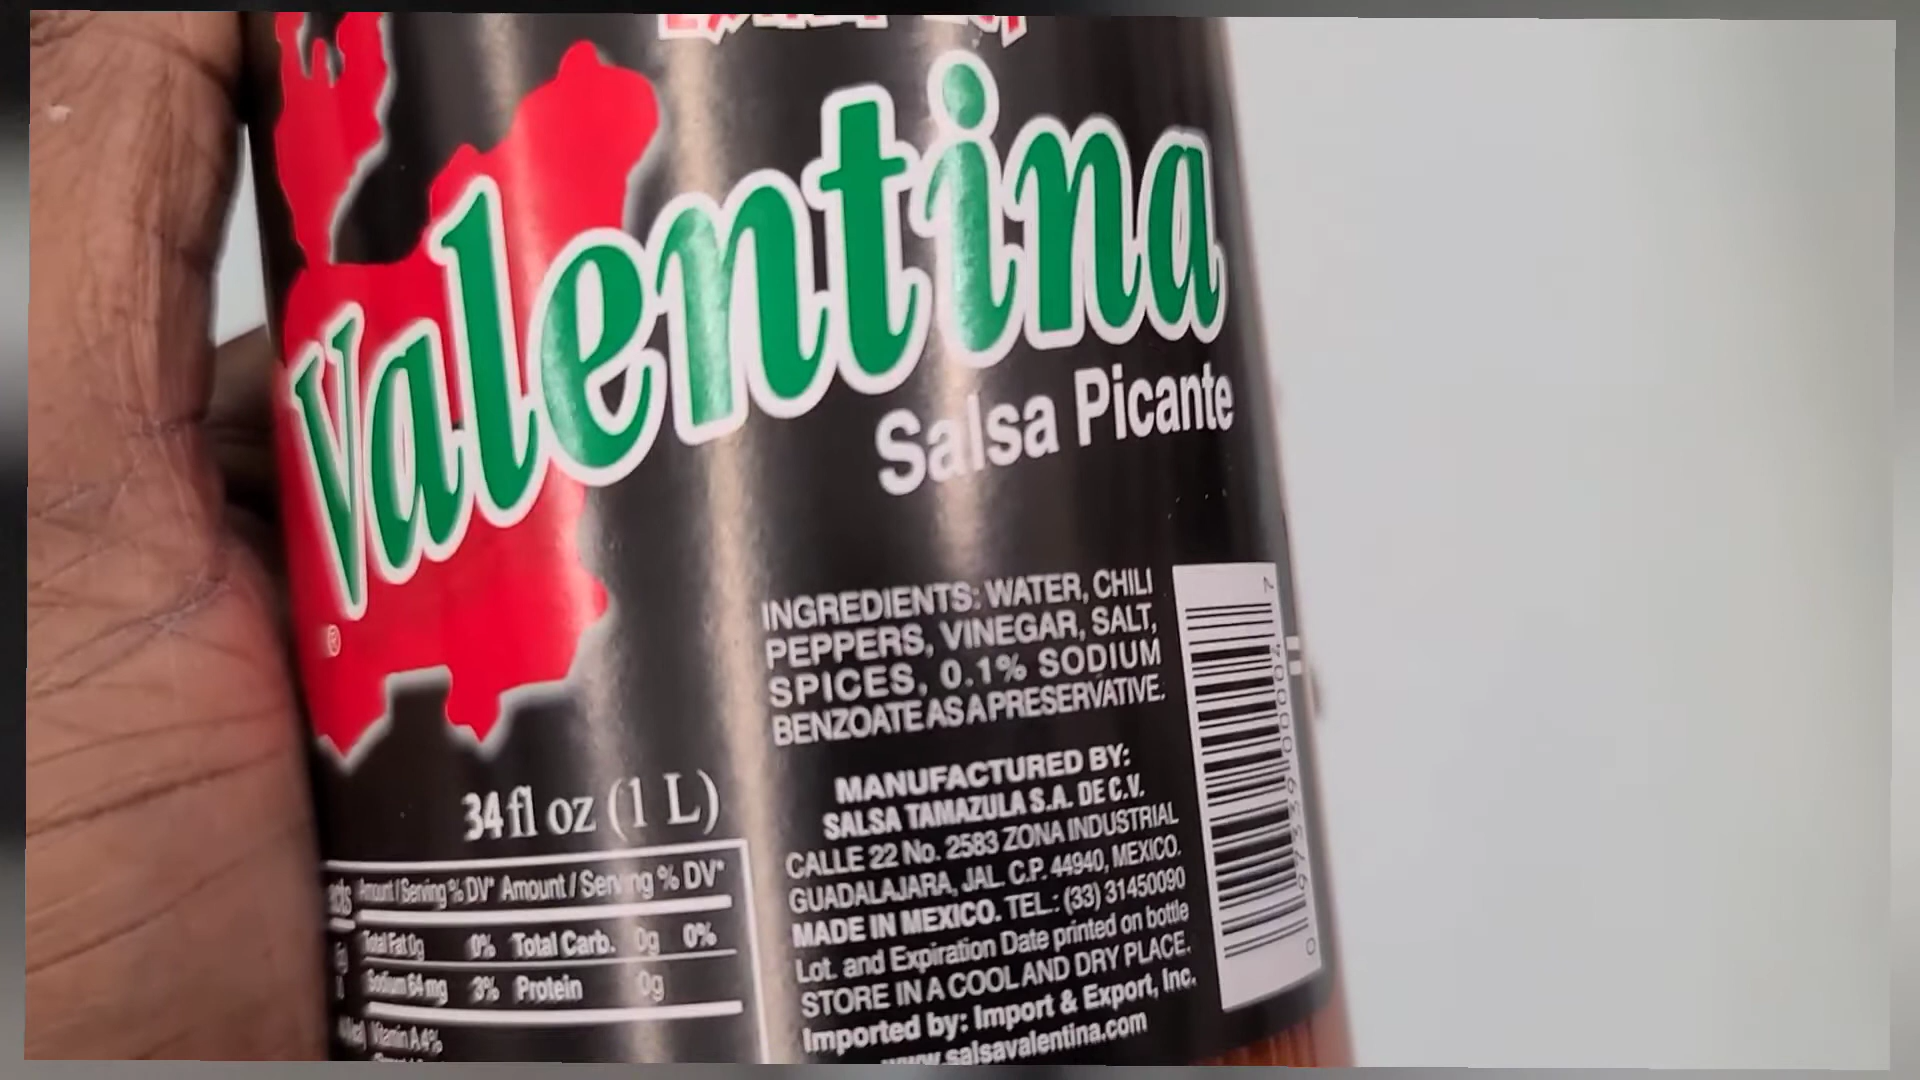 Valentina
®
Salsa Picante
INGREDIENTS: WATER, CHILI
PEPPERS, VINEGAR, SALT,
SPICES, 0.1% SODIUM
BENZOATE AS A PRESERVATIVE.
MANUFACTURED BY:
SALSA TAMAZULA S.A. DE C.V.
CALLE 22 No. 2583 ZONA INDUSTRIAL
GUADALAJARA, JAL. C.P. 44940, MEXICO.
MADE IN MEXICO. TEL.: (33) 31450090
Lot. and Expiration Date printed on bottle
STORE IN A COOL AND DRY PLACE.
Imported by: Import & Export, Inc.
www.salsavalentina.com
34 fl oz (1 L)
Amount / Serving % DV* Amount / Serving % DV*
Total Fat 0g 0% Total Carb. 0g 0%
Sodium 64 mg 3% Protein 0g
Vitamin A 4%